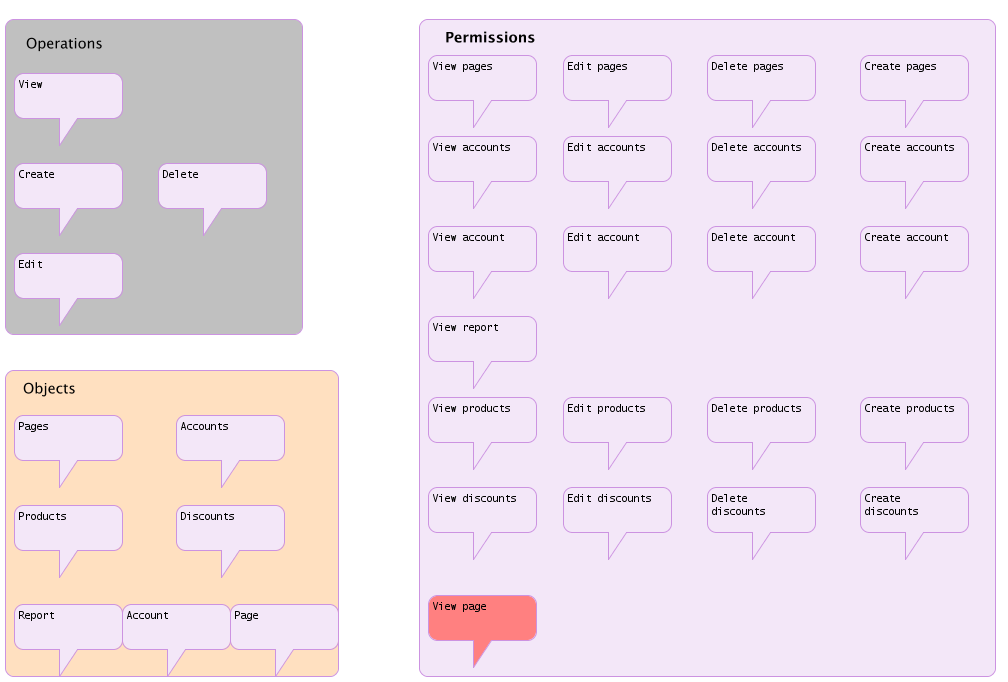 Operations
View
Create
Delete
Edit
Objects
Pages
Accounts
Products
Discounts
Report
Account
Page
Permissions
View pages
Edit pages
Delete pages
Create pages
View accounts
Edit accounts
Delete accounts
Create accounts
View account
Edit account
Delete account
Create account
View report
View products
Edit products
Delete products
Create products
View discounts
Edit discounts
Delete
discounts
Create
discounts
View page